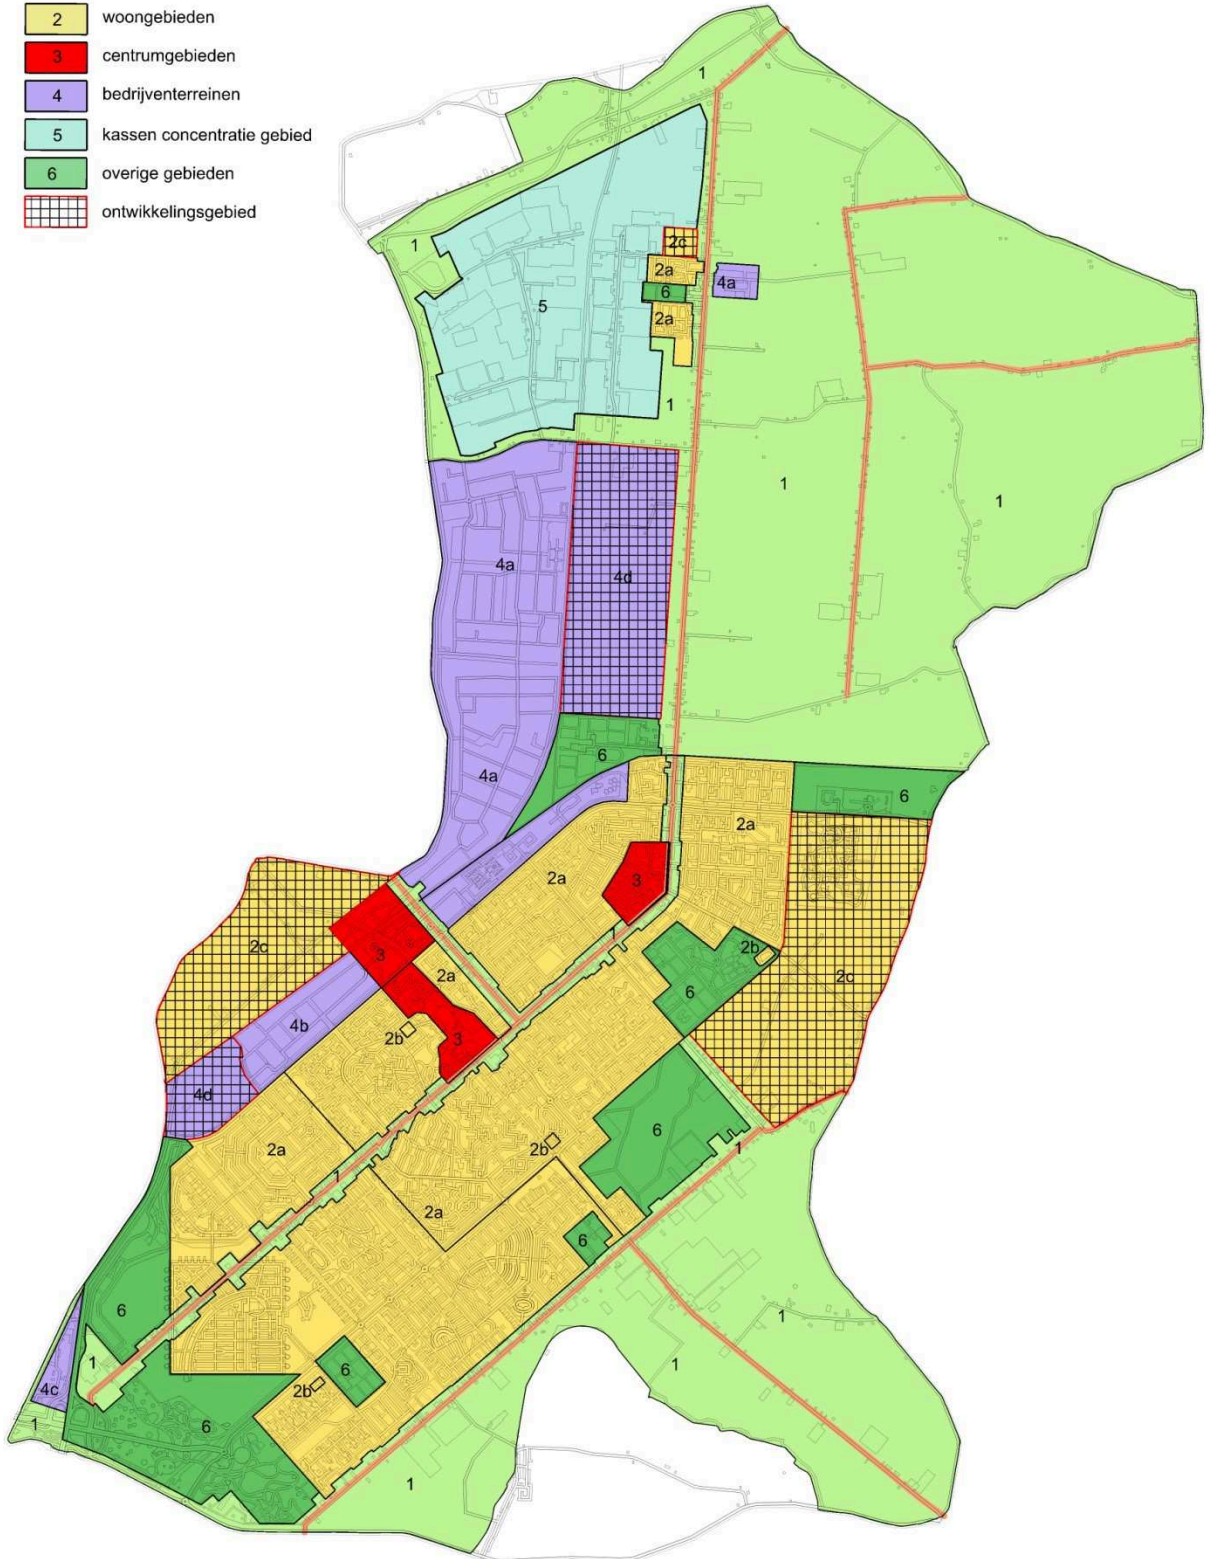 2 woongebieden
3 centrumgebieden
4 bedrijventerreinen
5 kassen concentratie gebied
6 overige gebieden
ontwikkelingsgebied
1
1
2c
2a
4a
6
5
2a
1
1
1
4a
4d
6
4a
6
2a
2a
3
2b
2c
3
2a
2c
6
4b
2b
3
4d
6
2a
2b
1
1
2a
6
6
1
1
6
1
2b
4c
1
6
1